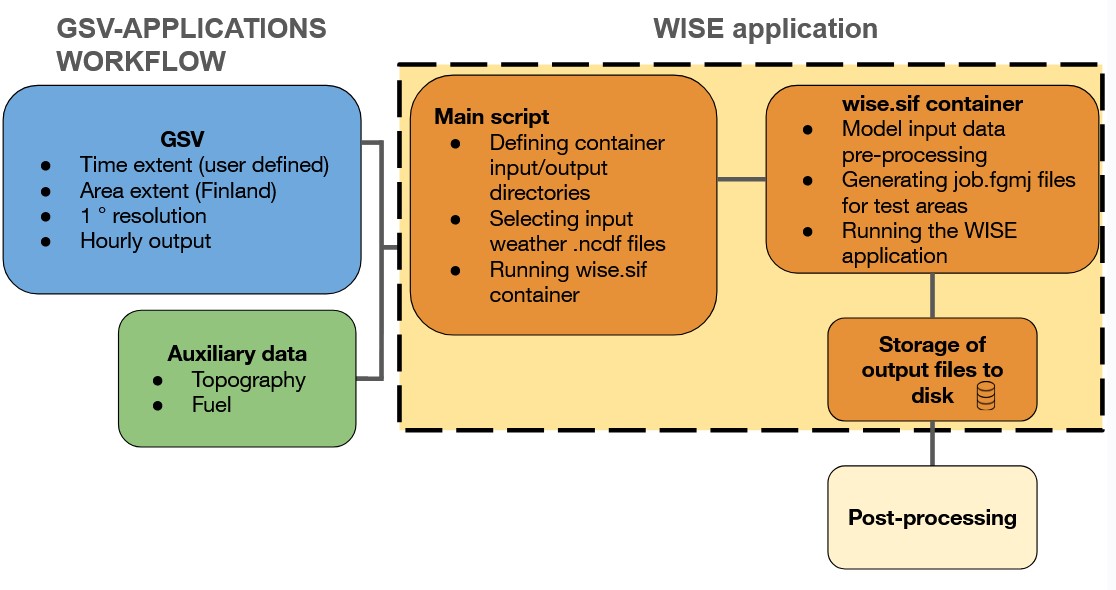 GSV-APPLICATIONS
WORKFLOW
WISE application
GSV
● Time extent (user defined)
● Area extent (Finland)
● 1 ° resolution
● Hourly output
Auxiliary data
● Topography
● Fuel
Main script
● Defining container
input/output
directories
● Selecting input
weather .ncdf files
● Running wise.sif
container
wise.sif container
● Model input data
pre-processing
● Generating job.fgmj files
for test areas
● Running the WISE
application
Storage of
output files to
disk
Post-processing